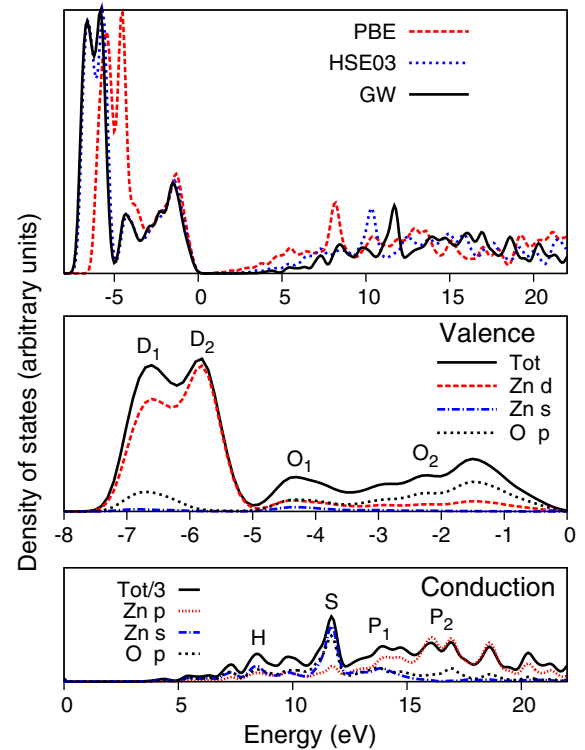 PBE
HSE03
GW
-5 0 5 10 15 20
Density of states (arbitrary units)
Valence
D1 D2
Tot
Zn d
Zn s
O p
O1 O2
-8 -7 -6 -5 -4 -3 -2 -1 0
Conduction
Tot/3
Zn p
Zn s
O p
H S P1 P2
0 5 10 15 20
Energy (eV)